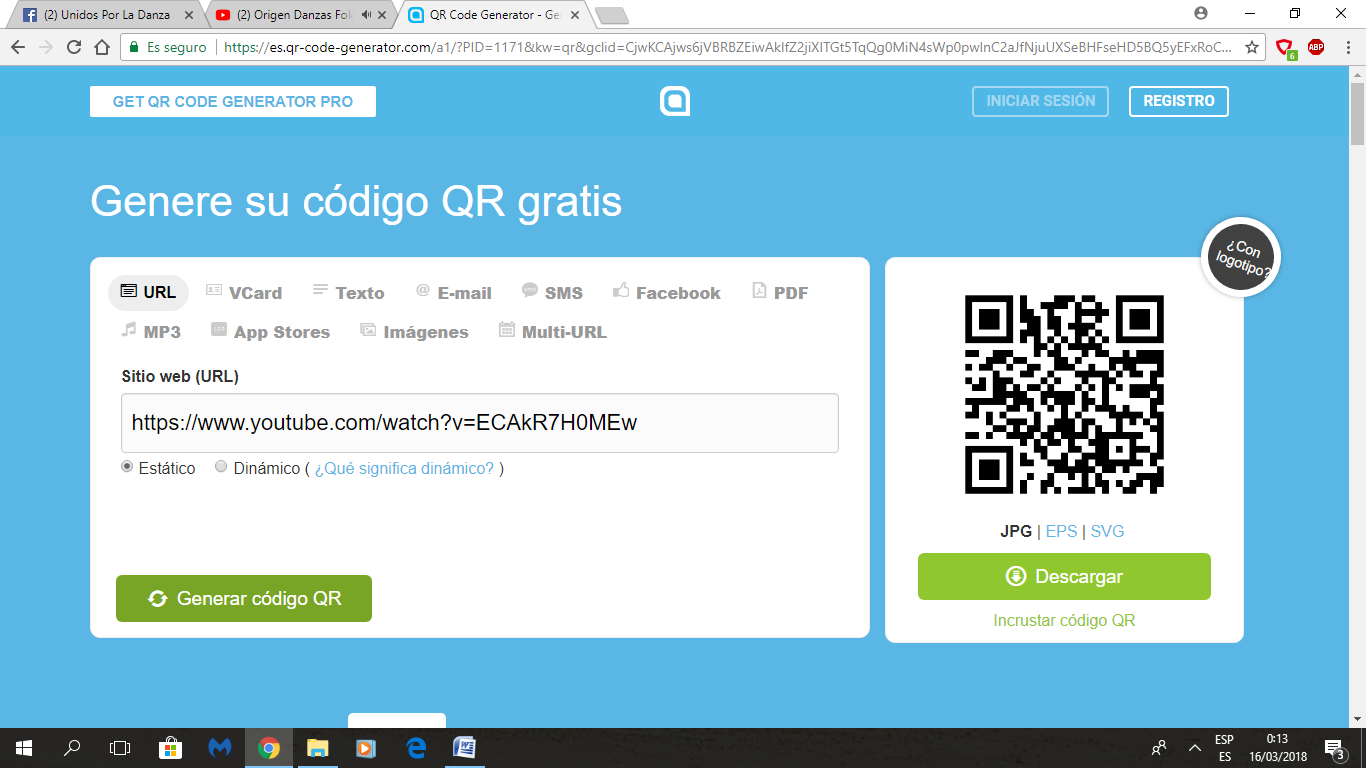 (2) Unidos Por La Danza
(2) Origen Danzas Fol
QR Code Generator - Ge
Es seguro
https://es.qr-code-generator.com/a1/?PID=1171&kw=qr&gclid=CjwKCAjws6jVBRBZEiwAkIfZ2jiXITGt5TqQg0MiN4sWp0pwInC2aJfNjuUXSeBHFseHD5BQ5yEFxRoC...
6
ABP
GET QR CODE GENERATOR PRO
INICIAR SESIÓN
REGISTRO
Genere su código QR gratis
¿Con
logotipo?
URL
VCard
Texto
E-mail
SMS
Facebook
PDF
MP3
App Stores
Imágenes
Multi-URL
Sitio web (URL)
https://www.youtube.com/watch?v=ECAkR7H0MEw
Estático
Dinámico ( ¿Qué significa dinámico? )
JPG | EPS | SVG
Descargar
Generar código QR
Incrustar código QR
ESP
ES
0:13
16/03/2018
3